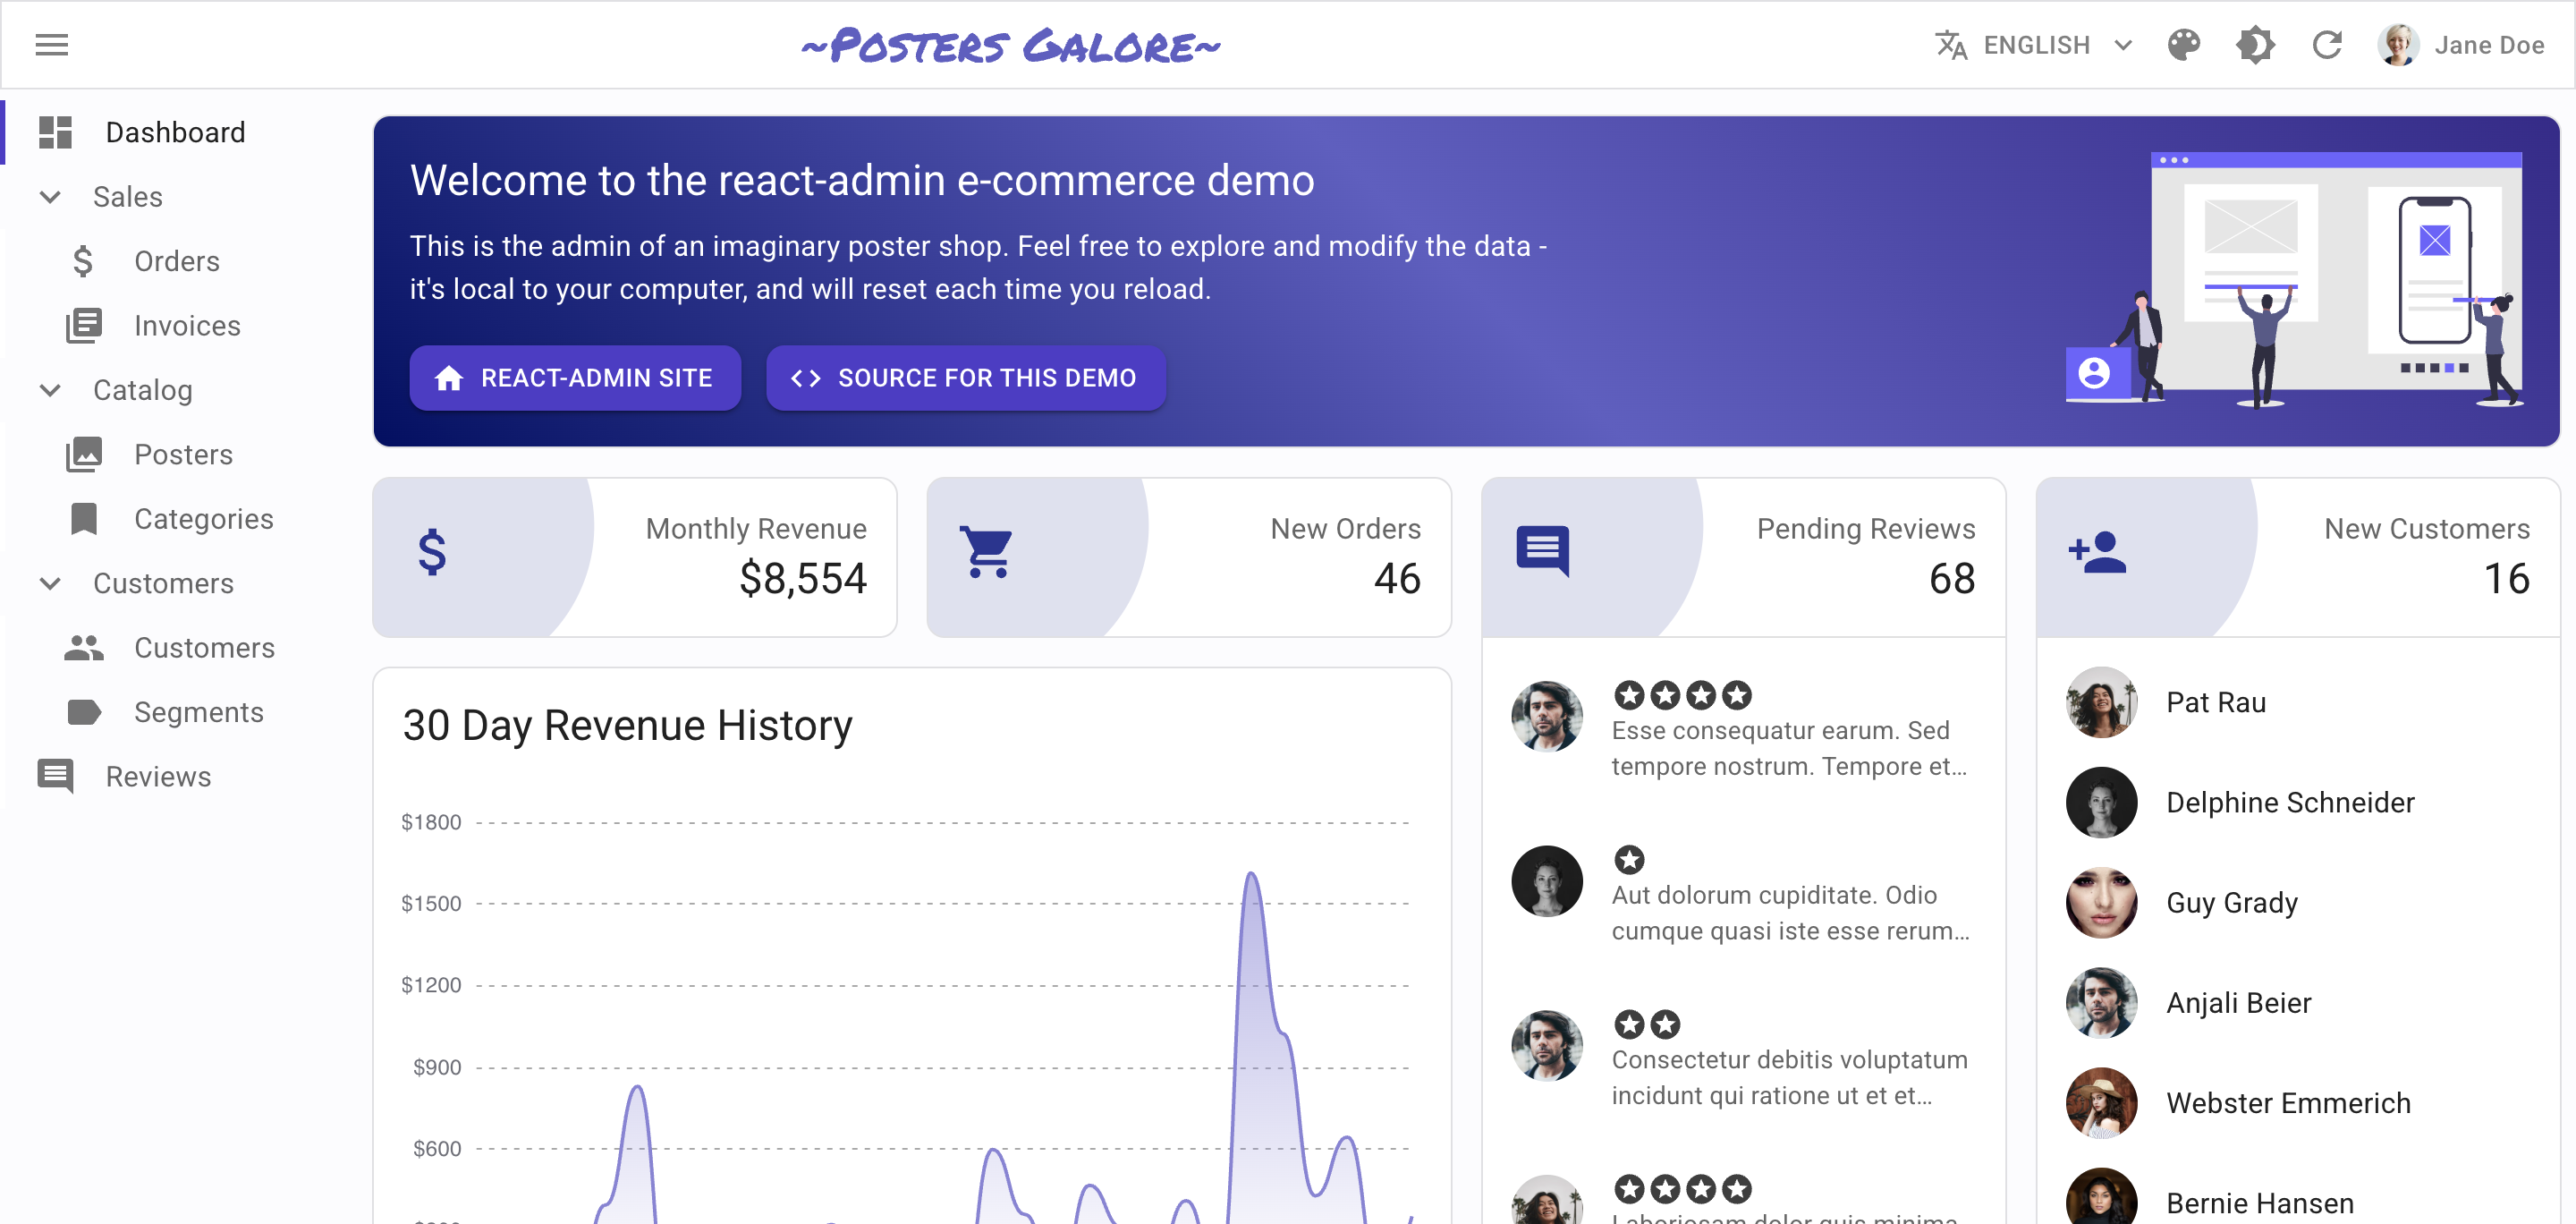 ~Posters Galore~
ENGLISH
Jane Doe
Dashboard
Sales
Orders
Invoices
Catalog
Posters
Categories
Customers
Customers
Segments
Reviews
Welcome to the react-admin e-commerce demo
This is the admin of an imaginary poster shop. Feel free to explore and modify the data -
it's local to your computer, and will reset each time you reload.
REACT-ADMIN SITE
SOURCE FOR THIS DEMO
Monthly Revenue
$8,554
New Orders
46
Pending Reviews
68
New Customers
16
30 Day Revenue History
$1800
$1500
$1200
$900
$600
Esse consequatur earum. Sed
tempore nostrum. Tempore et...
Aut dolorum cupiditate. Odio
cumque quasi iste esse rerum...
Consectetur debitis voluptatum
incidunt qui ratione ut et et...
Laboriosam dolor quis minima
Pat Rau
Delphine Schneider
Guy Grady
Anjali Beier
Webster Emmerich
Bernie Hansen